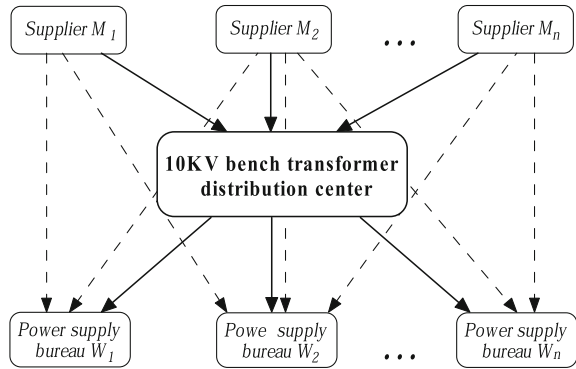 Supplier M1
Supplier M2
...
Supplier Mn
10KV bench transformer
distribution center
Power supply
bureau W1
Powe supply
bureau W2
...
Power supply
bureau Wn